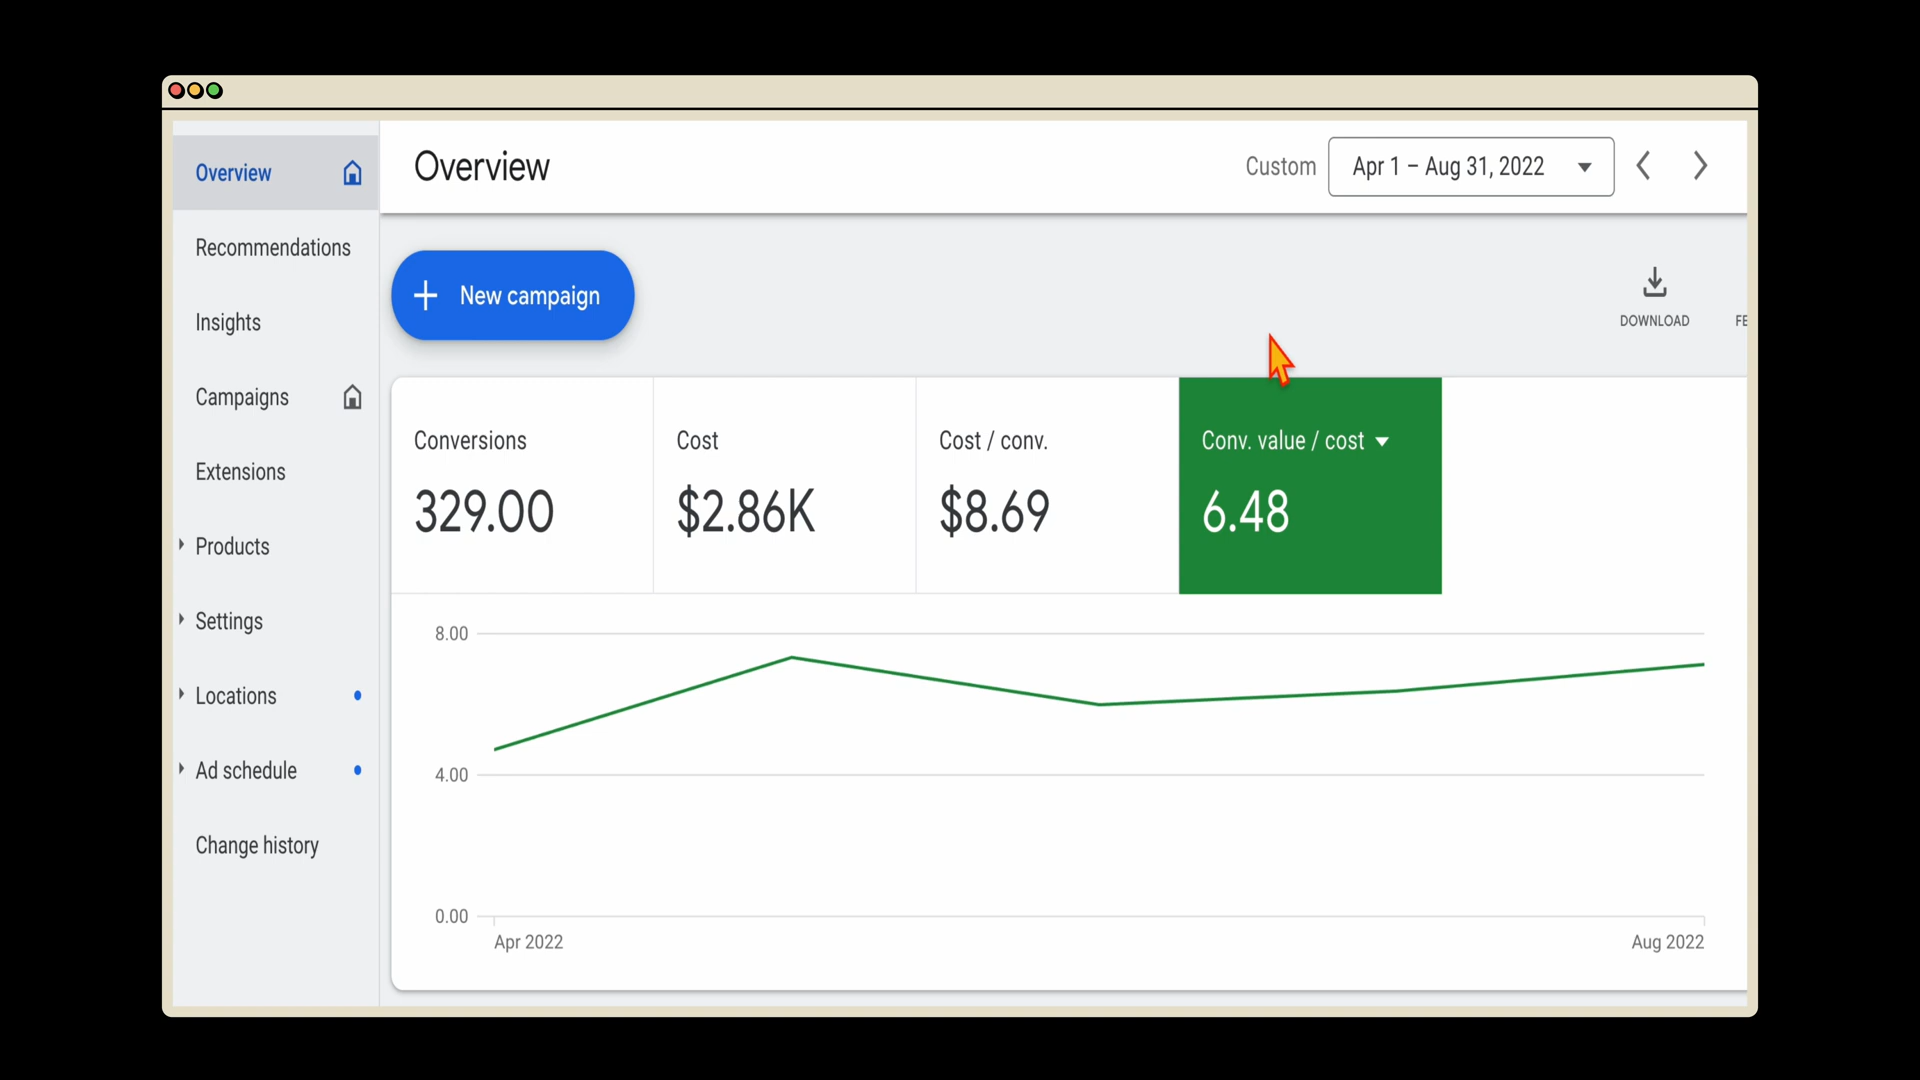 Overview
Recommendations
Insights
Campaigns
Extensions
Products
Settings
Locations
Ad schedule
Change history
Overview
Custom
Apr 1 – Aug 31, 2022
New campaign
DOWNLOAD
FE
Conversions
329.00
Cost
$2.86K
Cost / conv.
$8.69
Conv. value / cost
6.48
8.00
4.00
0.00
Apr 2022
Aug 2022